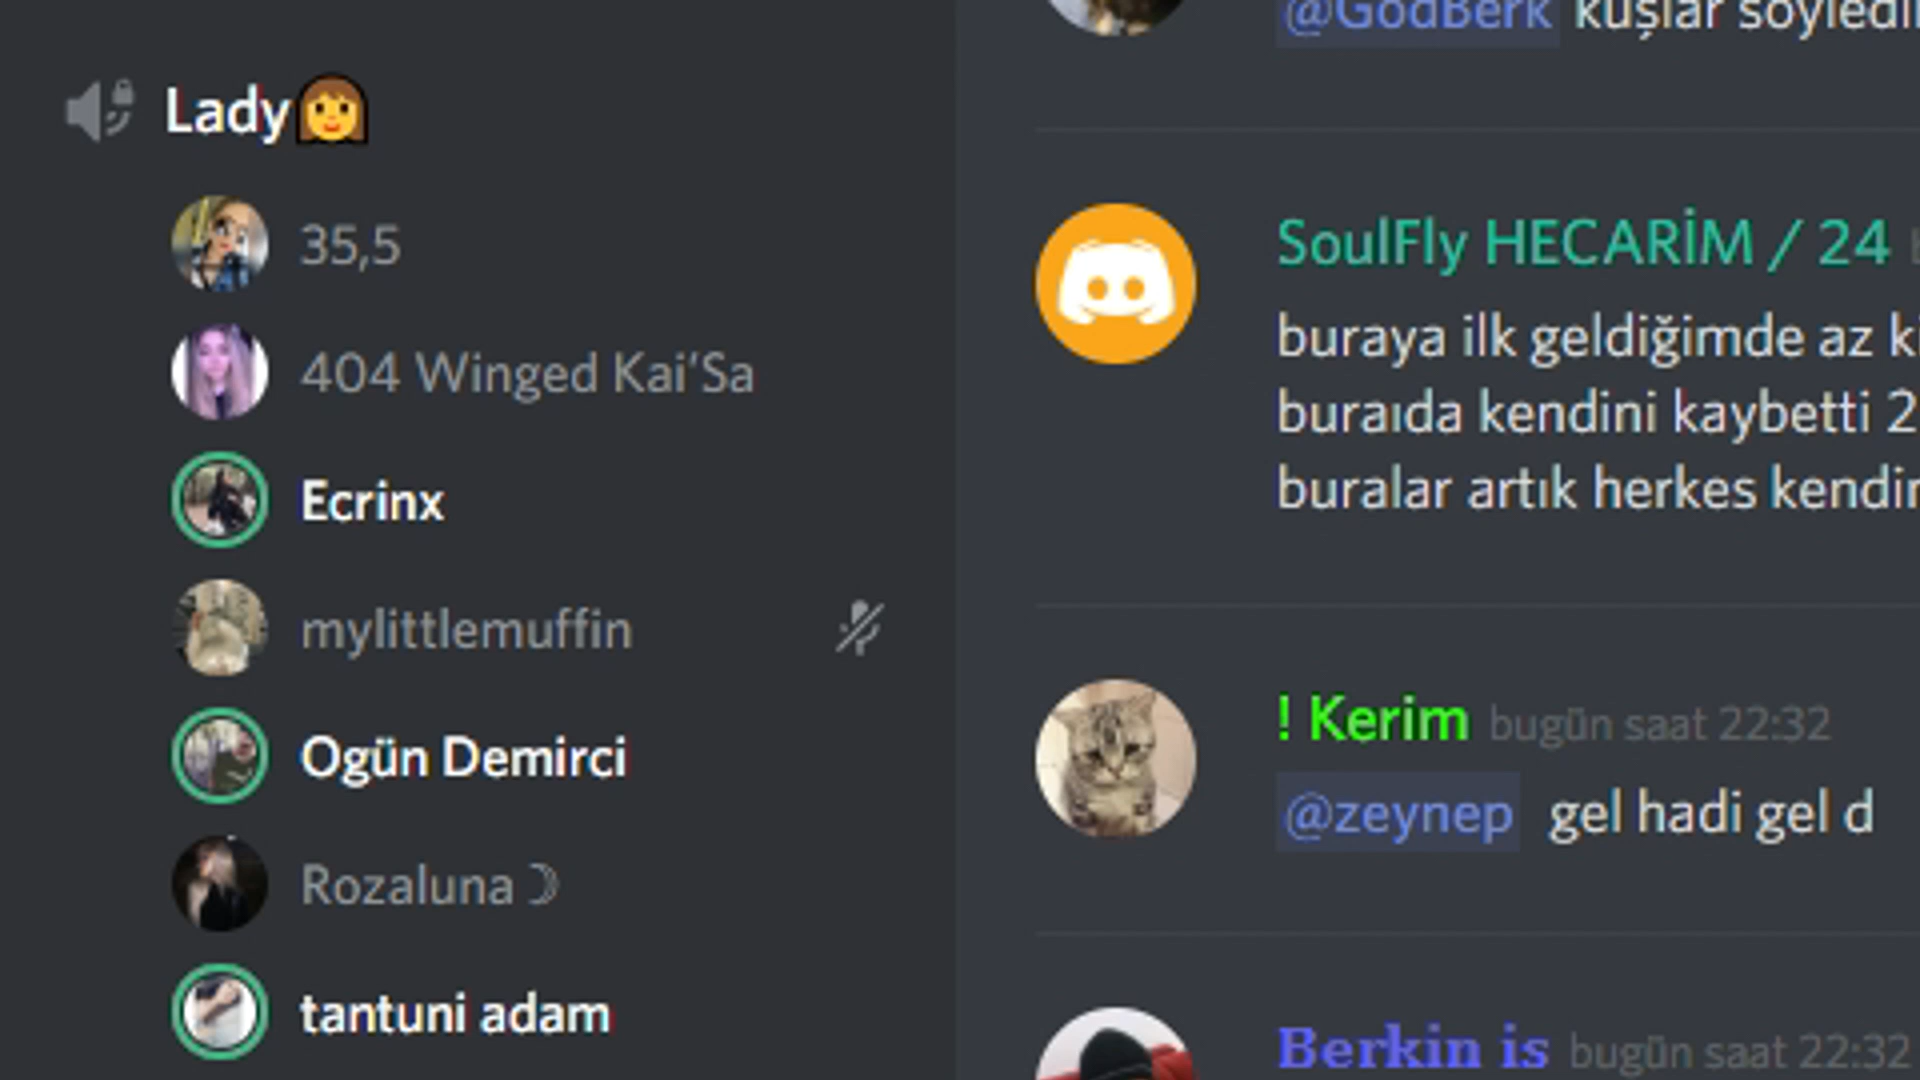 Lady
35,5
404 Winged Kai'Sa
Ecrinx
mylittlemuffin
Ogün Demirci
Rozaluna☽
tantuni adam
@GodBerk kuşlar söyledi
SoulFly HECARİM / 24
buraya ilk geldiğimde az
buraıda kendini kaybetti 2
buralar artık herkes
! Kerim bugün saat 22:32
@zeynep gel hadi gel d
Berkin is bugün saat 22:32